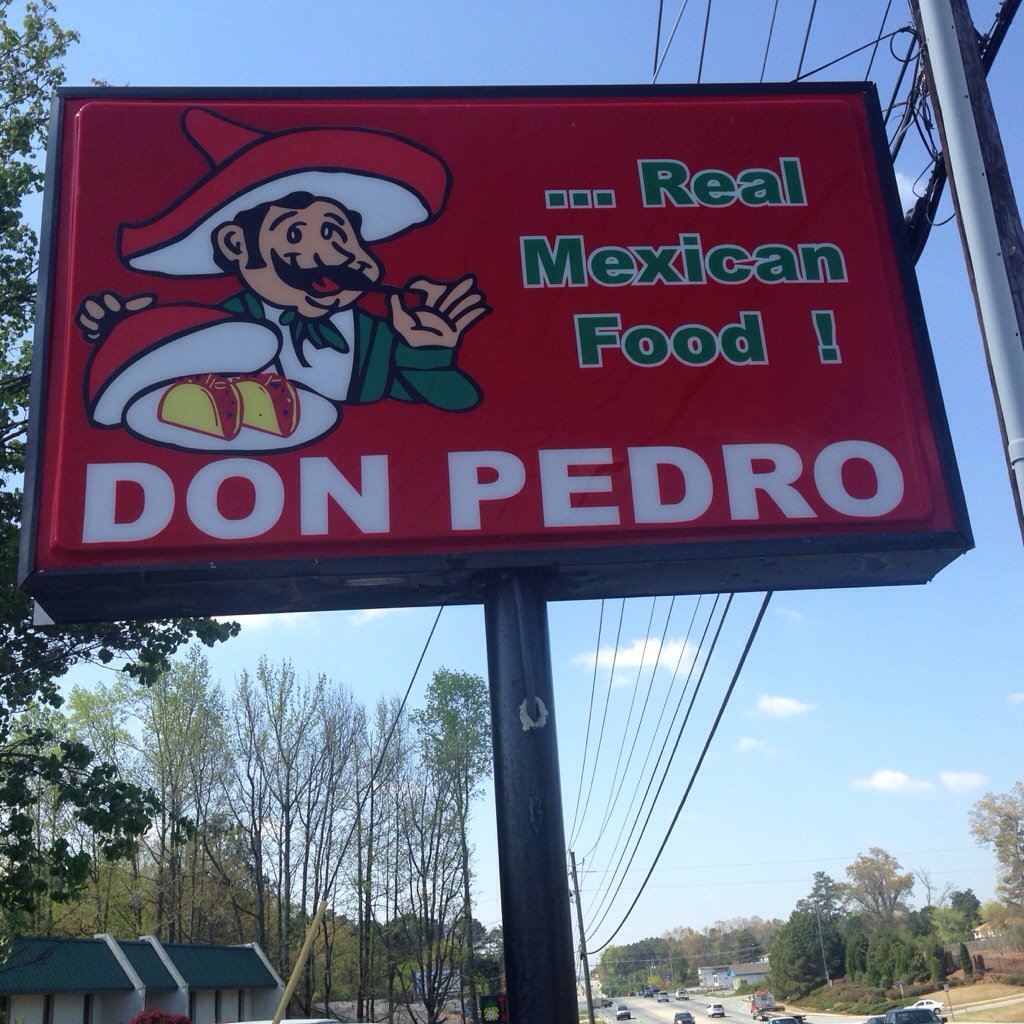 ... Real
Mexican
Food !
DON PEDRO